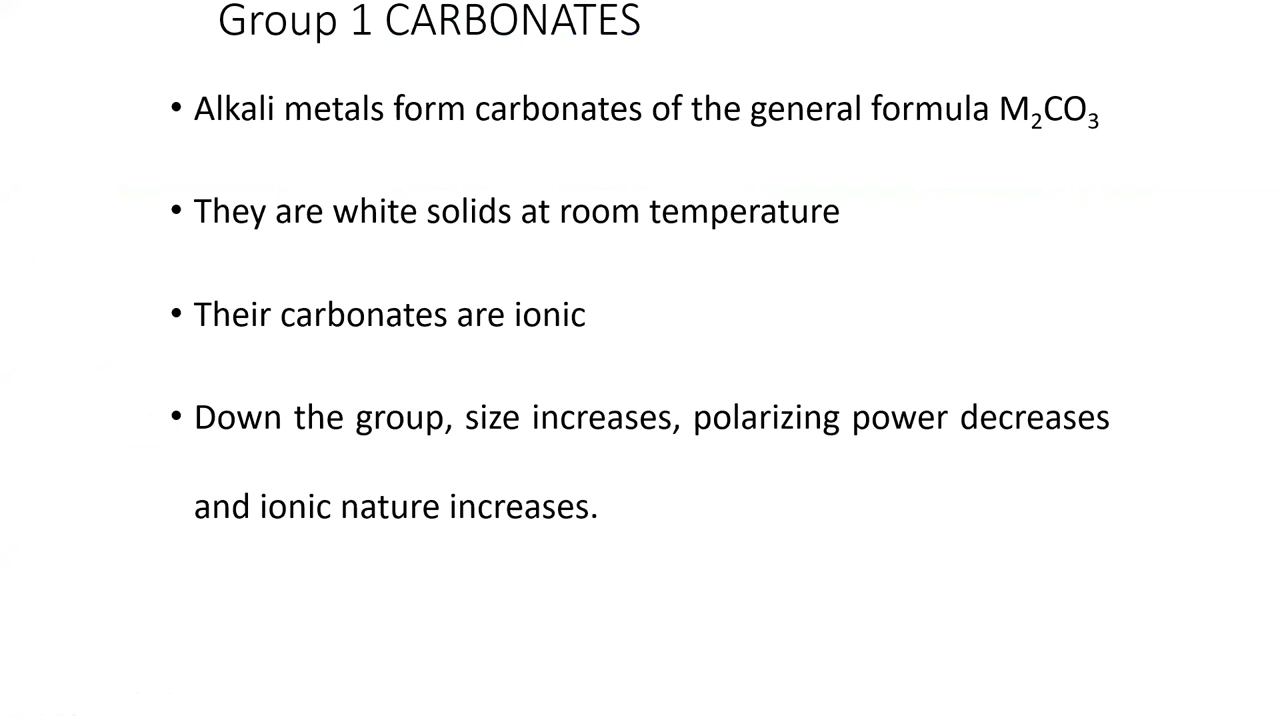 Group 1 CARBONATES
• Alkali metals form carbonates of the general formula M₂CO₃
• They are white solids at room temperature
• Their carbonates are ionic
• Down the group, size increases, polarizing power decreases
and ionic nature increases.